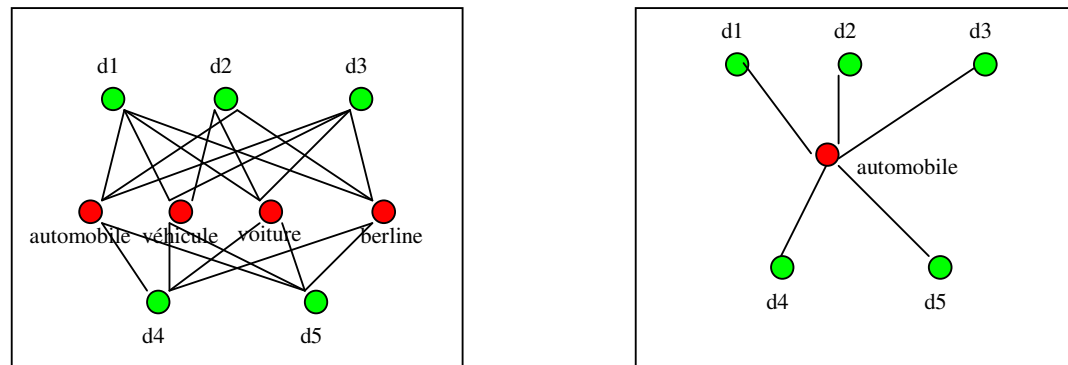 d1 d2 d3
automobile véhicule voiture berline
d4 d5
d1 d2 d3
automobile
d4 d5